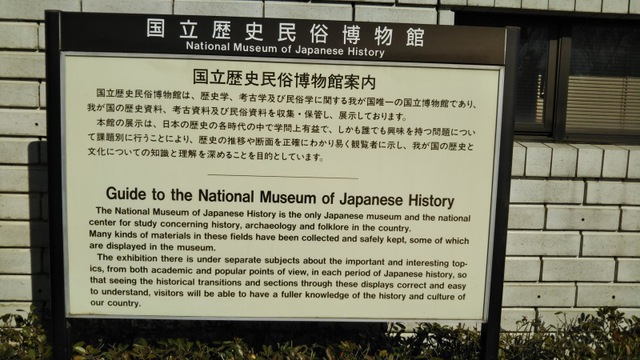 国立歴史民俗博物館
National Museum of Japanese History
国立歴史民俗博物館案内
国立歴史民俗博物館は、歴史学、考古学及び民俗学に関する我が国唯一の国立博物館であり、
我が国の歴史資料、考古資料及び民俗資料を収集・保管し、展示しております。
本館の展示は、日本の歴史の各時代の中で学問上有益で、しかも誰でも興味を持つ問題につい
て課題別に行うことにより、歴史の推移や断面を正確にわかり易く観覧者に示し、我が国の歴史と
文化についての知識と理解を深めることを目的としています。
Guide to the National Museum of Japanese History
The National Museum of Japanese History is the only Japanese museum and the national
center for study concerning history, archaeology and folklore in the country.
Many kinds of materials in these fields have been collected and safely kept, some of which
are displayed in the museum.
The exhibition there is under separate subjects about the important and interesting top-
ics, from both academic and popular points of view, in each period of Japanese history, so
that seeing the historical transitions and sections through these displays correct and easy
to understand, visitors will be able to have a fuller knowledge of the history and culture of
our country.